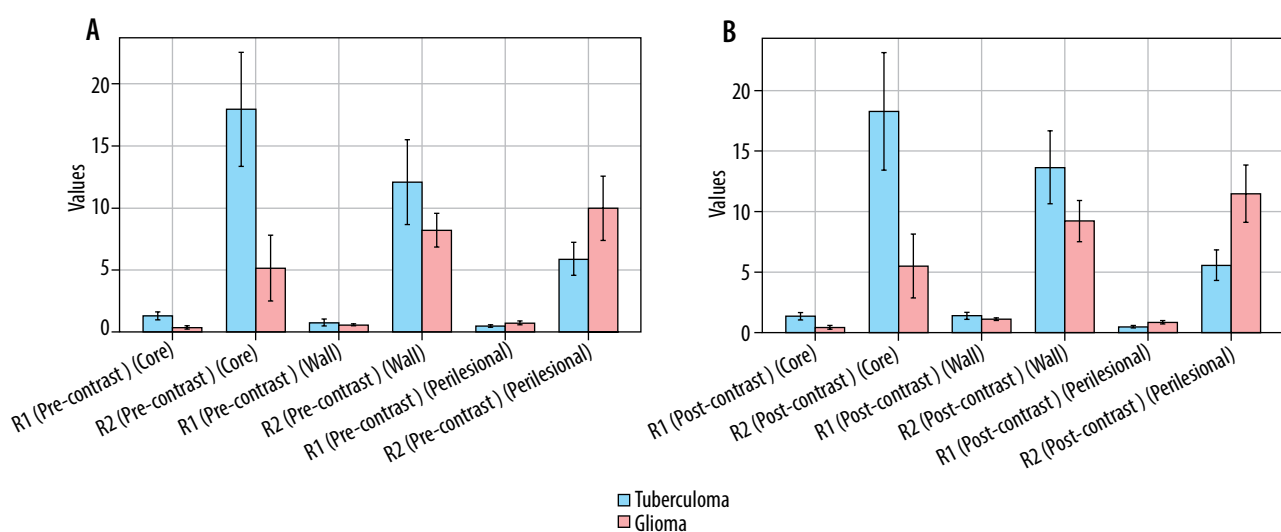 A
Values
20
15
10
5
0
R1 (Pre-contrast ) (Core)
R2 (Pre-contrast ) (Core)
R1 (Pre-contrast ) (Wall)
R2 (Pre-contrast ) (Wall)
R1 (Pre-contrast ) (Perilesional)
R2 (Pre-contrast ) (Perilesional)
B
Values
20
15
10
5
0
R1 (Post-contrast ) (Core)
R2 (Post-contrast ) (Core)
R1 (Post-contrast ) (Wall)
R2 (Post-contrast ) (Wall)
R1 (Post-contrast ) (Perilesional)
R2 (Post-contrast ) (Perilesional)
Tuberculoma
Glioma